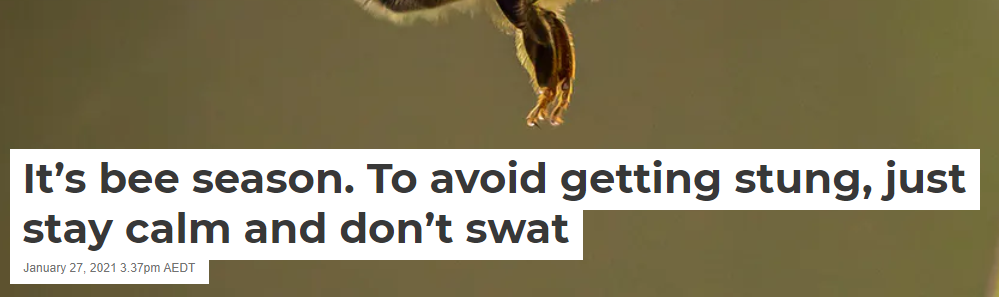 It’s bee season. To avoid getting stung, just
stay calm and don’t swat
January 27, 2021 3.37pm AEDT